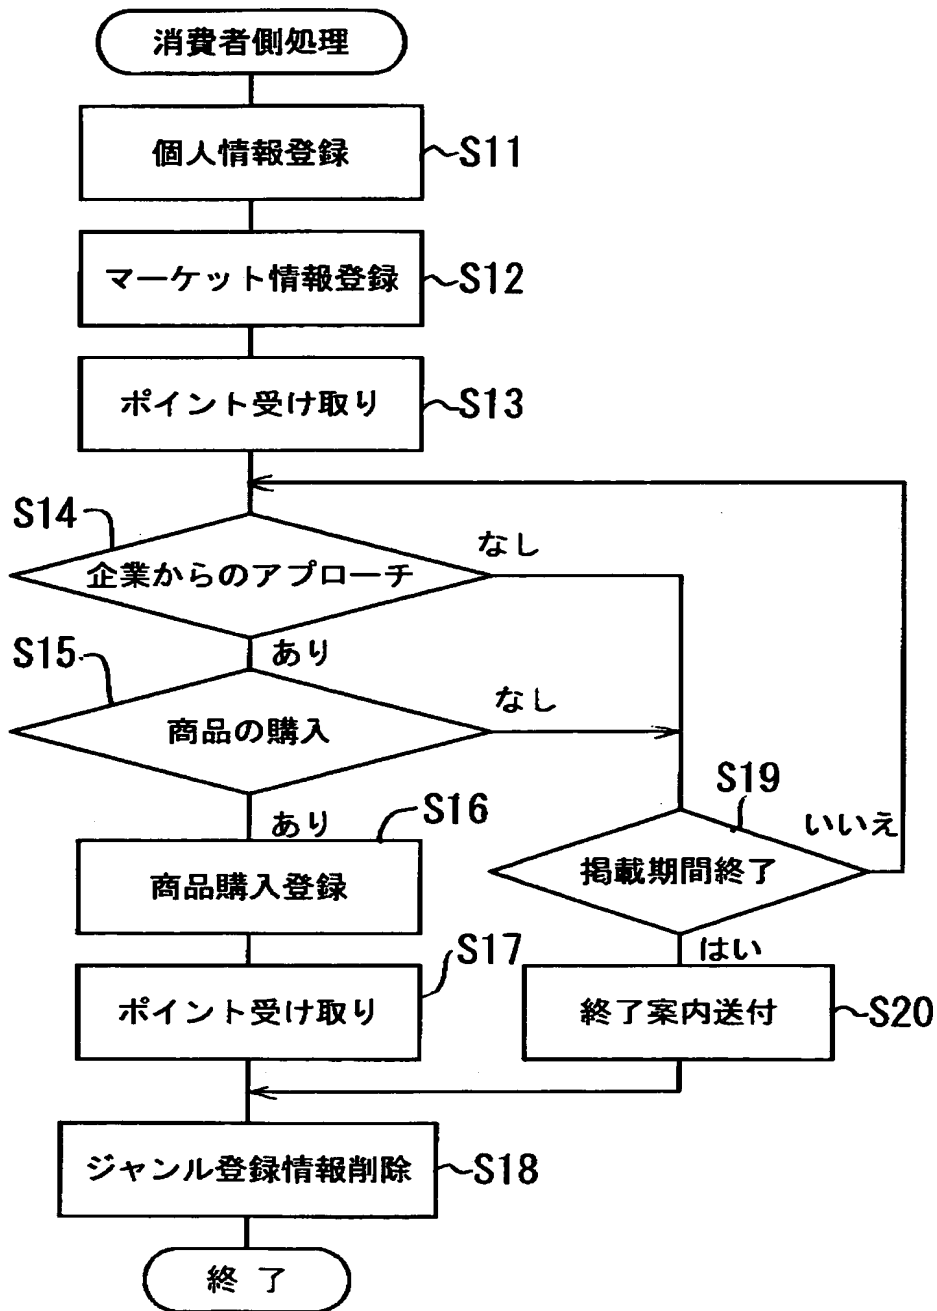 消費者側処理
個人情報登録
S11
マーケット情報登録
S12
ポイント受け取り
S13
S14
企業からのアプローチ
なし
あり
S15
商品の購入
なし
あり
S16
商品購入登録
S19
掲載期間終了
いいえ
はい
S17
ポイント受け取り
終了案内送付
S20
ジャンル登録情報削除
S18
終了